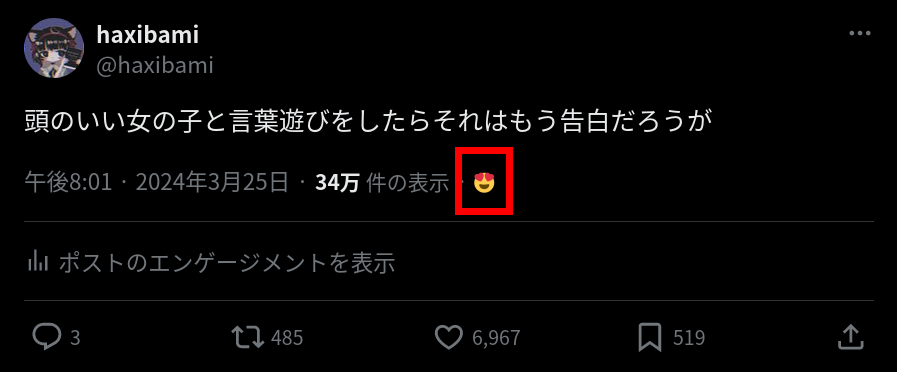 haxibami
@haxibami
頭のいい女の子と言葉遊びをしたらそれはもう告白だろうが
午後8:01 · 2024年3月25日 · 34万 件の表示 · 😍
ポストのエンゲージメントを表示
3 485 6,967 519